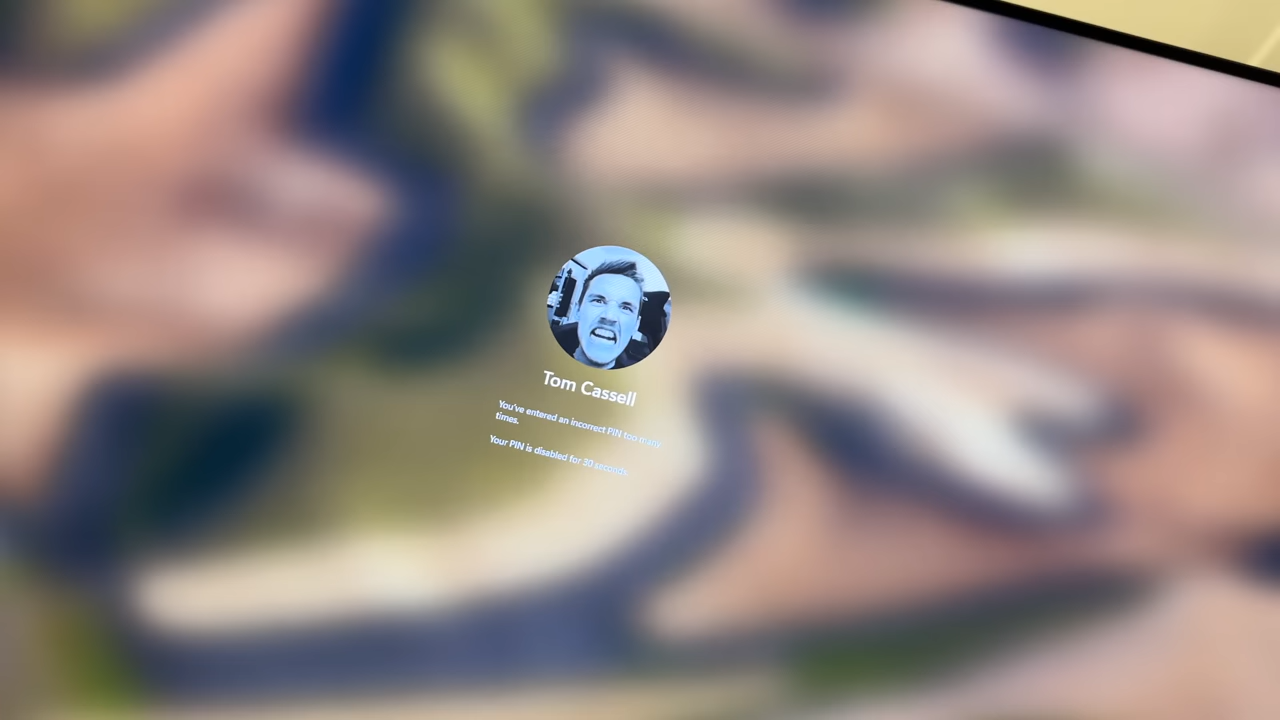 Tom Cassell
You've entered an incorrect PIN too many
times.
Your PIN is disabled for 30 seconds.